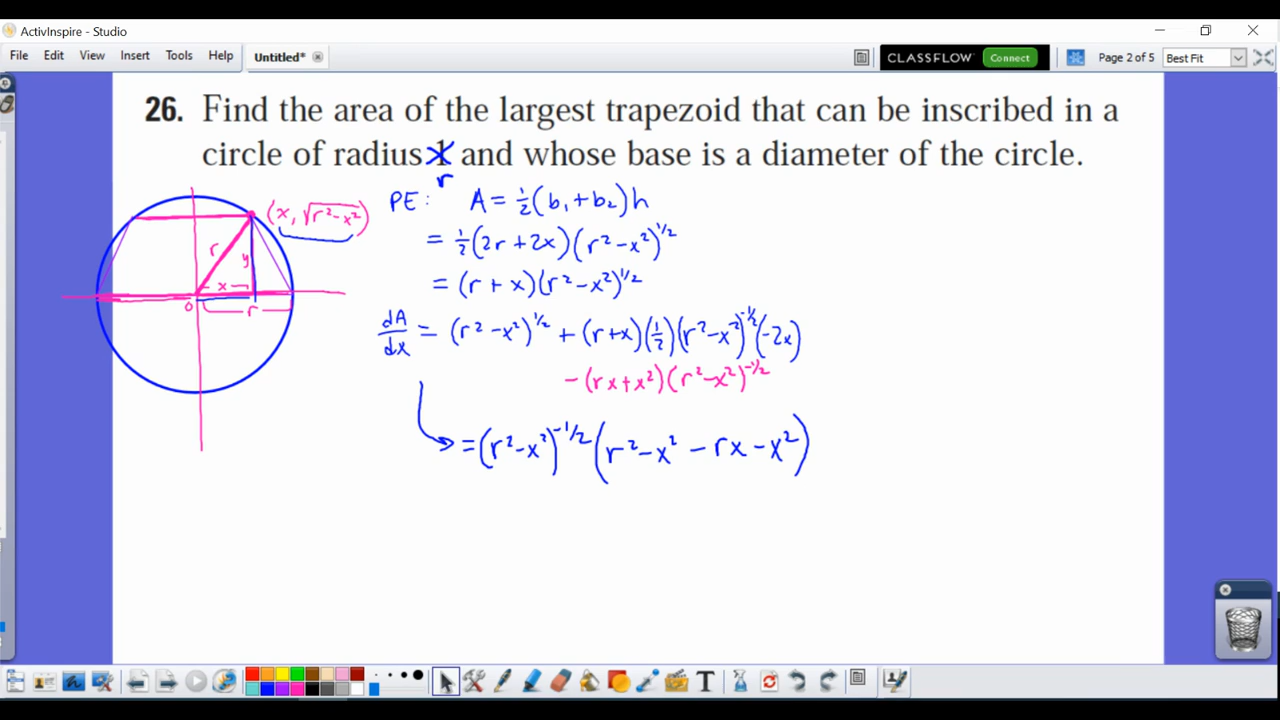 ActivInspire - Studio
File Edit View Insert Tools Help Untitled* CLASSFLOW Connect Page 2 of 5 Best Fit
26. Find the area of the largest trapezoid that can be inscribed in a
circle of radius 1 and whose base is a diameter of the circle.
r
PE: A = ½(b₁+b₂)h
(x, √(r²-x²))
= ½(2r+2x)(r²-x²)^1/2
= (r+x)(r²-x²)^1/2
r
y
x
O
r
dA/dx = (r²-x²)^1/2 + (r+x)(1/2)(r²-x²)^-1/2(-2x)
-(rx+x²)(r²-x²)^-1/2
= (r²-x²)^-1/2(r²-x²-rx-x²)
T